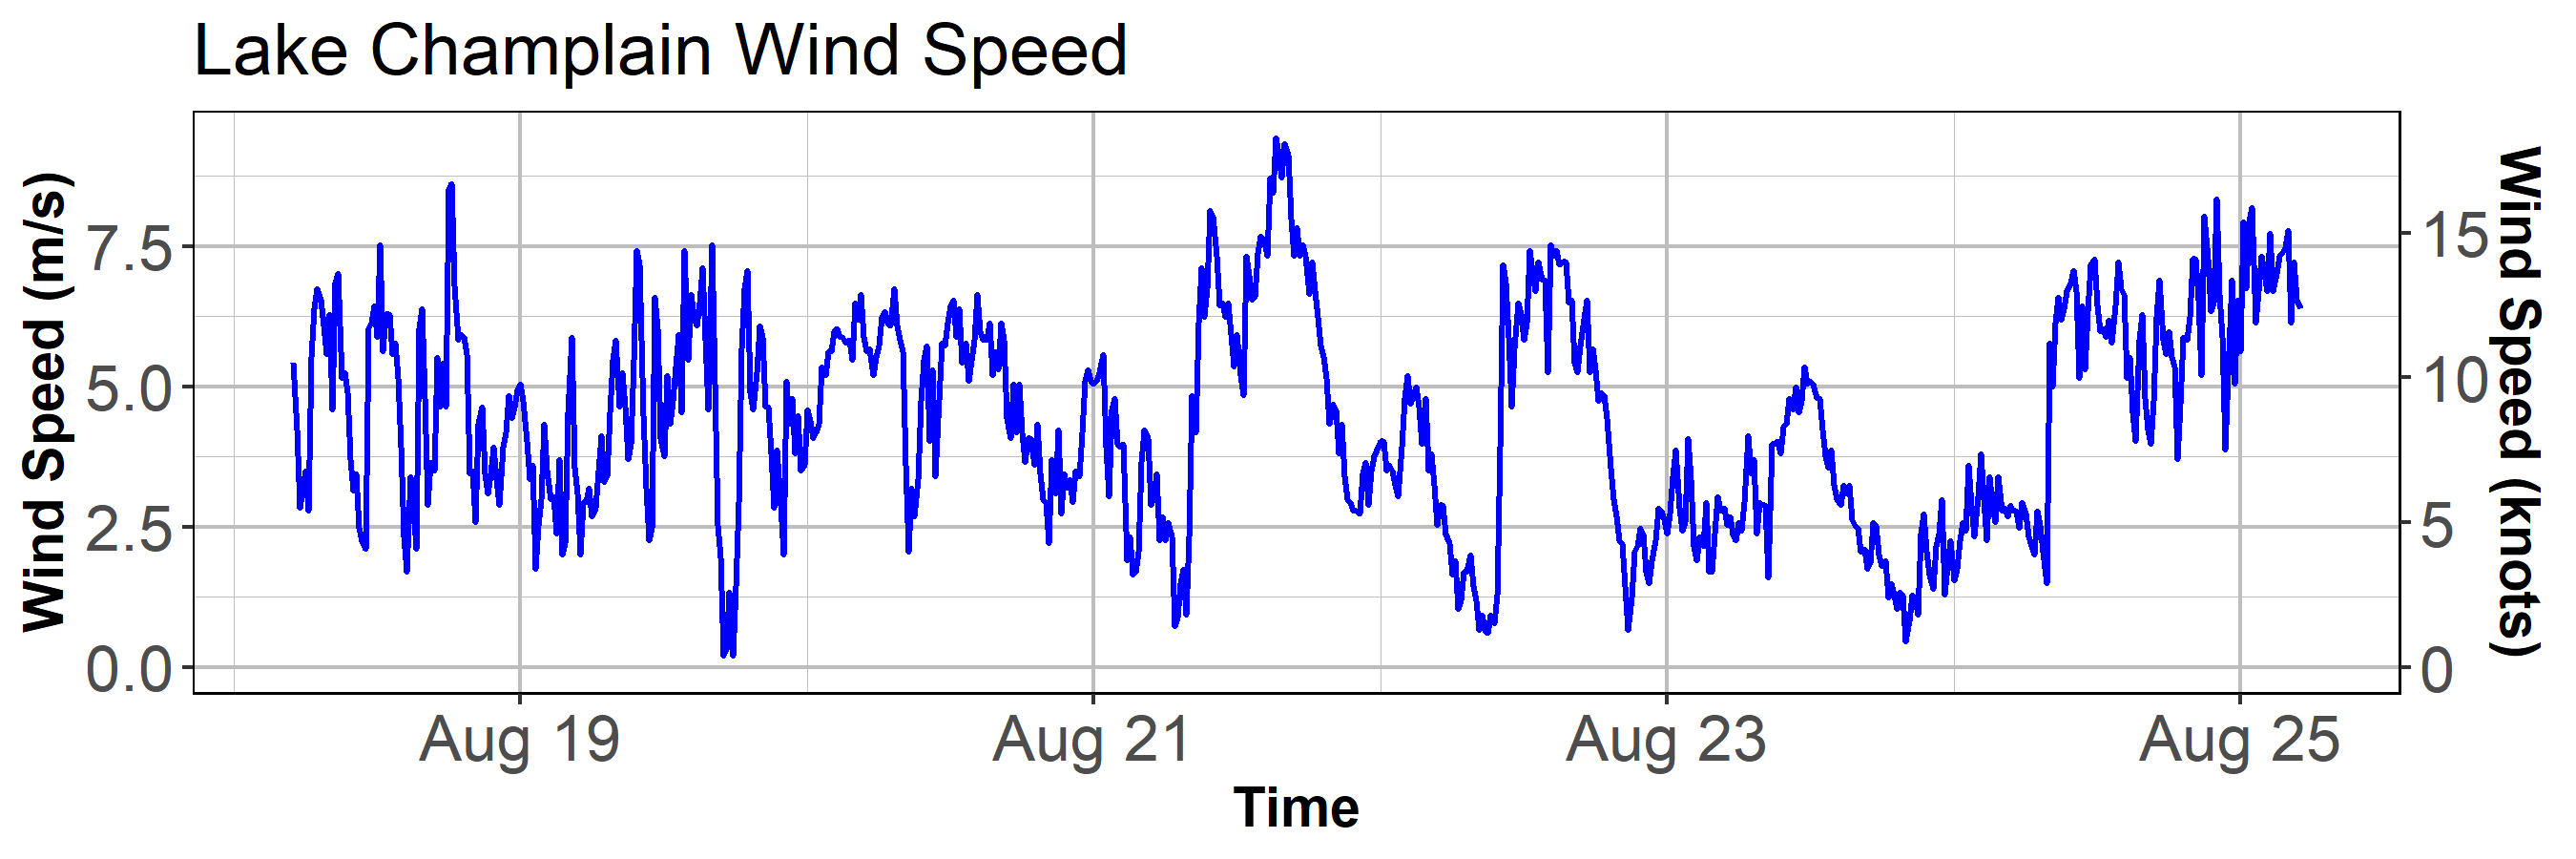 Lake Champlain Wind Speed
Wind Speed (m/s)
7.5
5.0
2.5
0.0
15
10
5
0
Wind Speed (knots)
Aug 19
Aug 21
Aug 23
Aug 25
Time